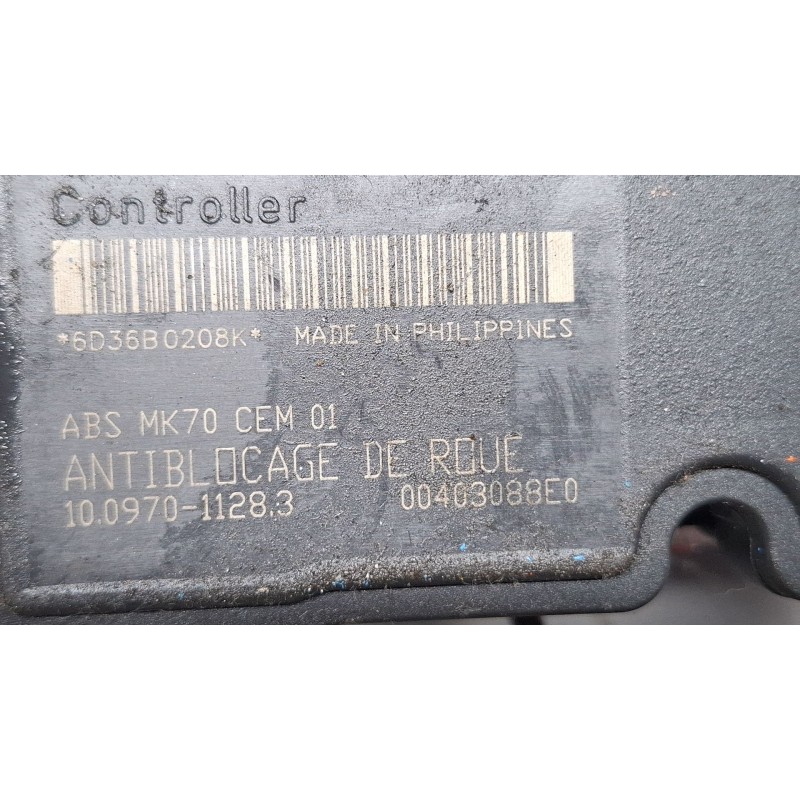 Controller
*6D36B0208K* MADE IN PHILIPPINES
ABS MK70 CEM 01
ANTIBLOCAGE DE ROUE
10.0970-1128.3 00403088E0